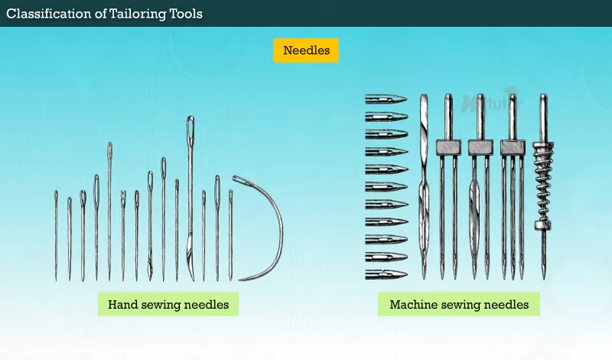 Classification of Tailoring Tools
Needles
Hand sewing needles
Machine sewing needles